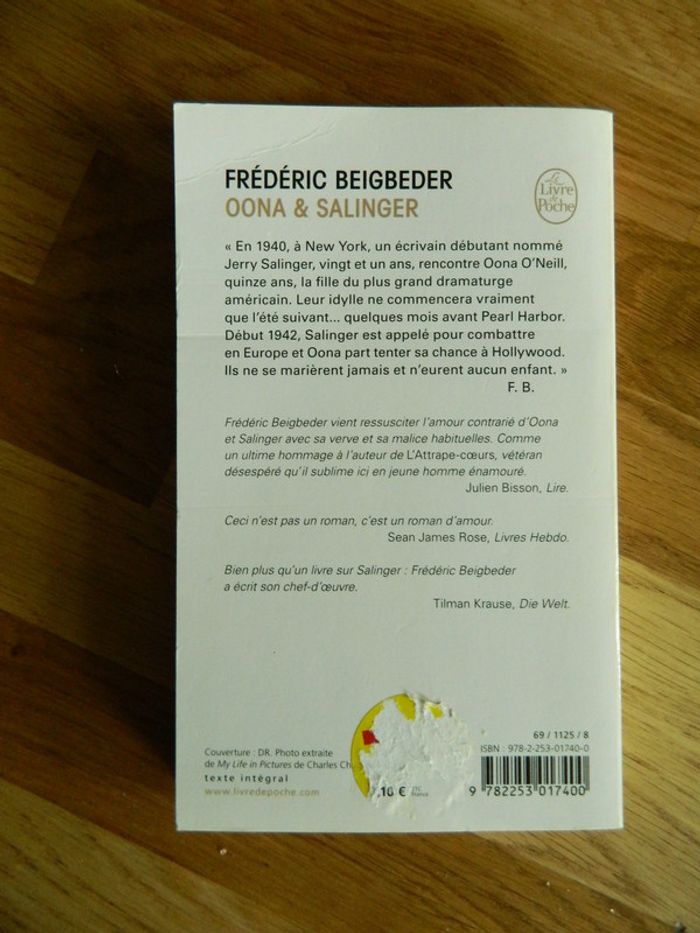 FRÉDÉRIC BEIGBEDER
OONA & SALINGER
Le
Livre
de
Poche
« En 1940, à New York, un écrivain débutant nommé
Jerry Salinger, vingt et un ans, rencontre Oona O'Neill,
quinze ans, la fille du plus grand dramaturge
américain. Leur idylle ne commencera vraiment
que l'été suivant... quelques mois avant Pearl Harbor.
Début 1942, Salinger est appelé pour combattre
en Europe et Oona part tenter sa chance à Hollywood.
Ils ne se marièrent jamais et n'eurent aucun enfant. »
F. B.
Frédéric Beigbeder vient ressusciter l'amour contrarié d'Oona
et Salinger avec sa verve et sa malice habituelles. Comme
un ultime hommage à l'auteur de L'Attrape-cœurs, vétéran
désespéré qu'il sublime ici en jeune homme énamouré.
Julien Bisson, Lire.
Ceci n'est pas un roman, c'est un roman d'amour.
Sean James Rose, Livres Hebdo.
Bien plus qu'un livre sur Salinger : Frédéric Beigbeder
a écrit son chef-d'œuvre.
Tilman Krause, Die Welt.
Couverture : DR. Photo extraite
de My Life in Pictures de Charles Ch
texte intégral
www.livredepoche.com
,10 € TTC
France
69 / 1125 / 8
ISBN : 978-2-253-01740-0
9 782253 017400